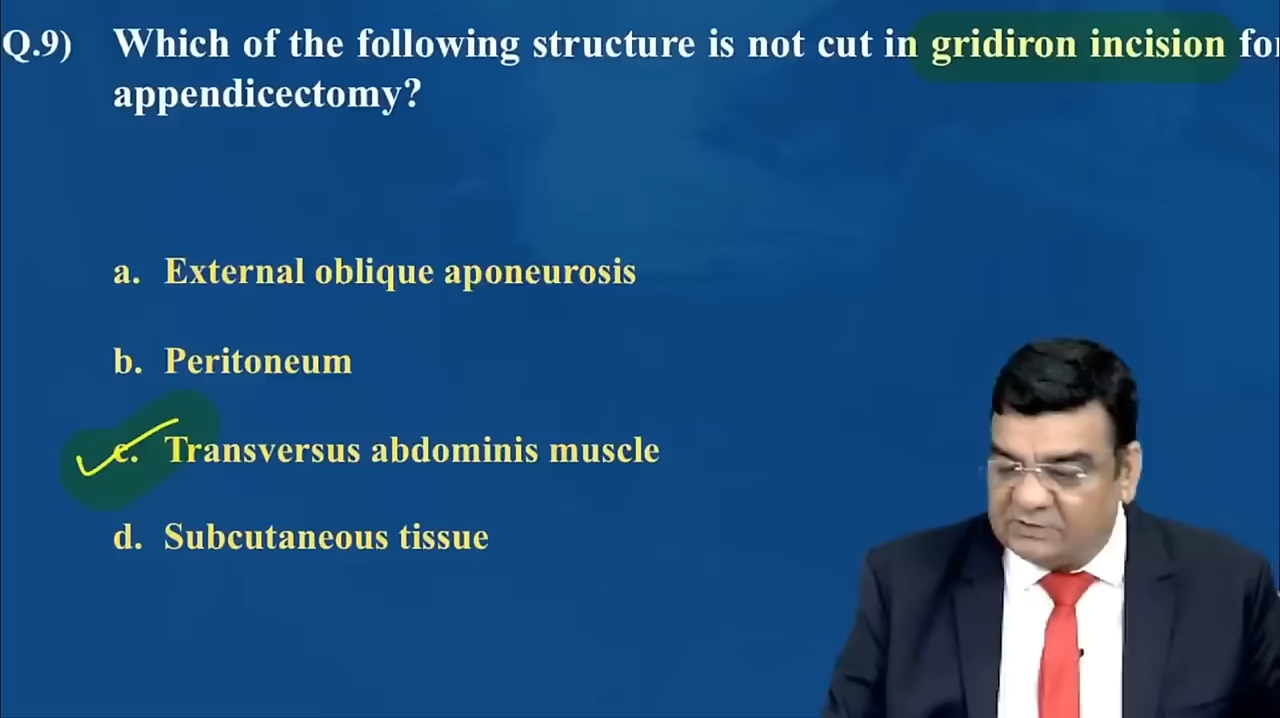 Q.9) Which of the following structure is not cut in gridiron incision for
appendicectomy?
a. External oblique aponeurosis
b. Peritoneum
c. Transversus abdominis muscle
d. Subcutaneous tissue